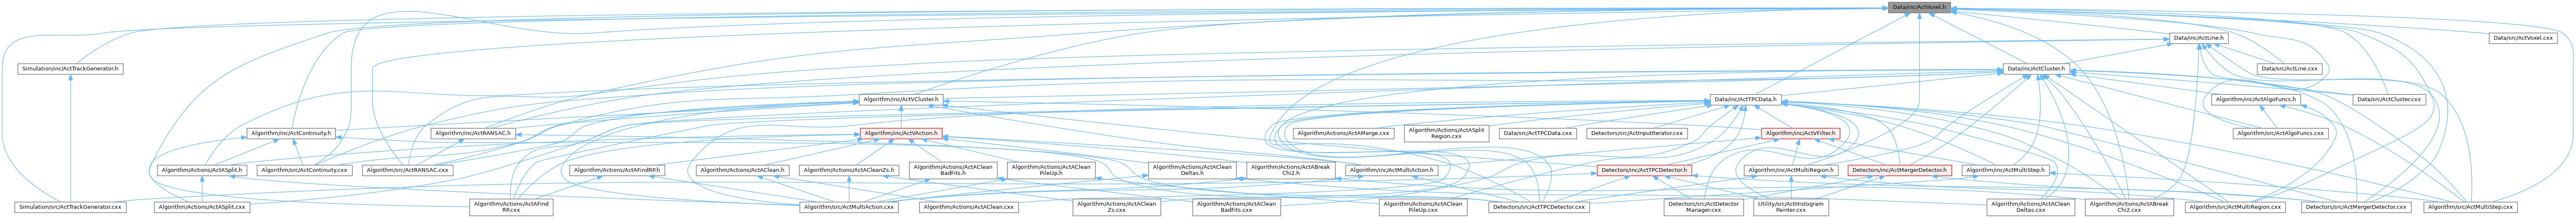 Data/inc/ActVoxel.h
Data/inc/ActLine.h
Data/src/ActVoxel.cxx
Simulation/inc/ActTrackGenerator.h
Data/inc/ActCluster.h
Data/src/ActLine.cxx
Algorithm/inc/ActVCluster.h
Data/inc/ActTPCData.h
Algorithm/inc/ActAlgoFuncs.h
Data/src/ActCluster.cxx
Algorithm/inc/ActContinuity.h
Algorithm/inc/ActRANSAC.h
Algorithm/inc/ActVAction.h
Algorithm/Actions/ActAMerge.cxx
Algorithm/Actions/ActASplit
Region.cxx
Data/src/ActTPCData.cxx
Detectors/src/ActInputIterator.cxx
Algorithm/inc/ActVFilter.h
Algorithm/src/ActAlgoFuncs.cxx
Algorithm/Actions/ActASplit.h
Algorithm/src/ActContinuity.cxx
Algorithm/src/ActRANSAC.cxx
Algorithm/Actions/ActAFindRP.h
Algorithm/Actions/ActAClean.h
Algorithm/Actions/ActACleanZs.h
Algorithm/Actions/ActAClean
BadFits.h
Algorithm/Actions/ActAClean
PileUp.h
Algorithm/Actions/ActAClean
Deltas.h
Algorithm/Actions/ActABreak
Chi2.h
Algorithm/inc/ActMultiAction.h
Detectors/inc/ActTPCDetector.h
Algorithm/inc/ActMultiRegion.h
Detectors/inc/ActMergerDetector.h
Algorithm/inc/ActMultiStep.h
Simulation/src/ActTrackGenerator.cxx
Algorithm/Actions/ActASplit.cxx
Algorithm/Actions/ActAFind
RP.cxx
Algorithm/src/ActMultiAction.cxx
Algorithm/Actions/ActAClean.cxx
Algorithm/Actions/ActAClean
Zs.cxx
Algorithm/Actions/ActAClean
BadFits.cxx
Algorithm/Actions/ActAClean
PileUp.cxx
Detectors/src/ActTPCDetector.cxx
Detectors/src/ActDetector
Manager.cxx
Utility/src/ActHistogram
Painter.cxx
Algorithm/Actions/ActAClean
Deltas.cxx
Algorithm/Actions/ActABreak
Chi2.cxx
Algorithm/src/ActMultiRegion.cxx
Detectors/src/ActMergerDetector.cxx
Algorithm/src/ActMultiStep.cxx